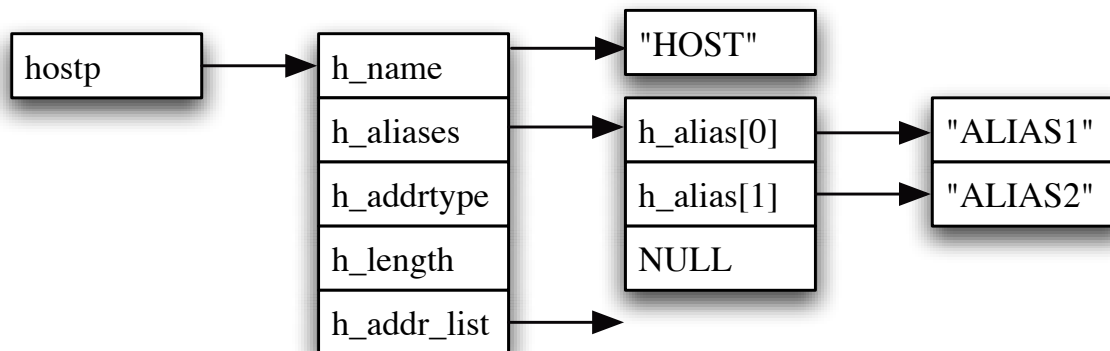 hostp
h_name
h_aliases
h_addrtype
h_length
h_addr_list
"HOST"
h_alias[0]
h_alias[1]
NULL
"ALIAS1"
"ALIAS2"